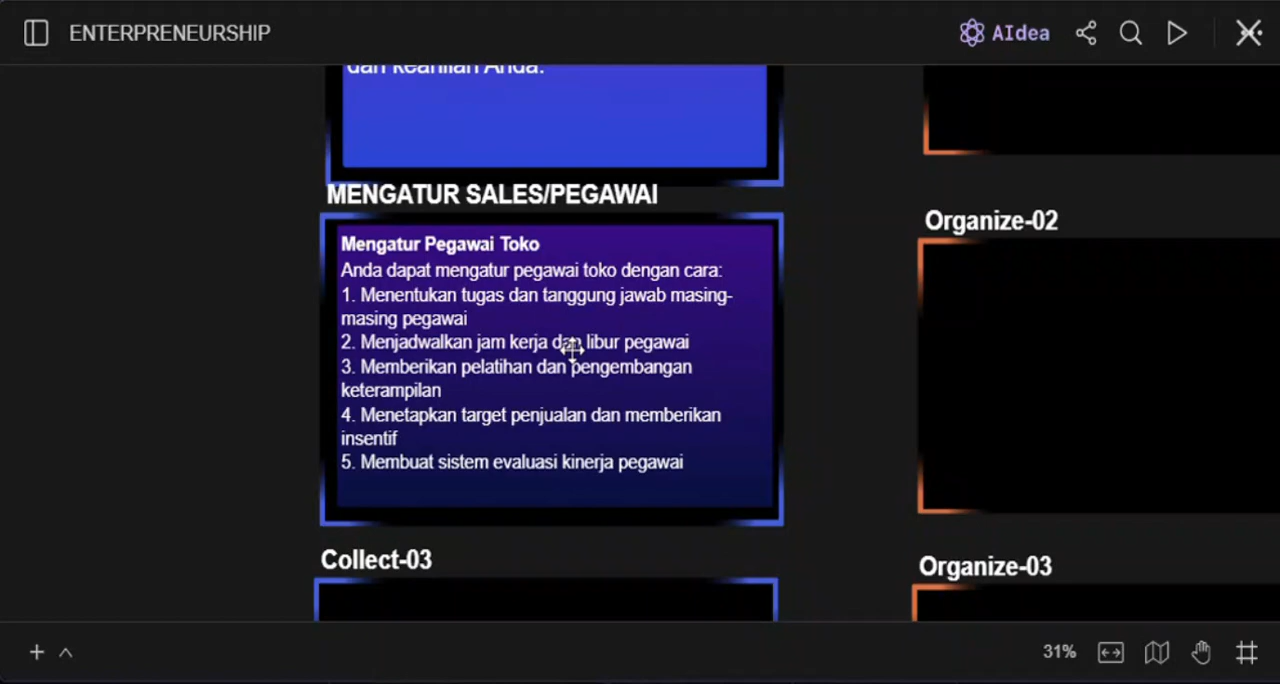 ENTERPRENEURSHIP
AIdea
dan keahlian Anda.
MENGATUR SALES/PEGAWAI
Mengatur Pegawai Toko
Anda dapat mengatur pegawai toko dengan cara:
1. Menentukan tugas dan tanggung jawab masing-
masing pegawai
2. Menjadwalkan jam kerja dan libur pegawai
3. Memberikan pelatihan dan pengembangan
keterampilan
4. Menetapkan target penjualan dan memberikan
insentif
5. Membuat sistem evaluasi kinerja pegawai
Organize-02
Collect-03
Organize-03
31%